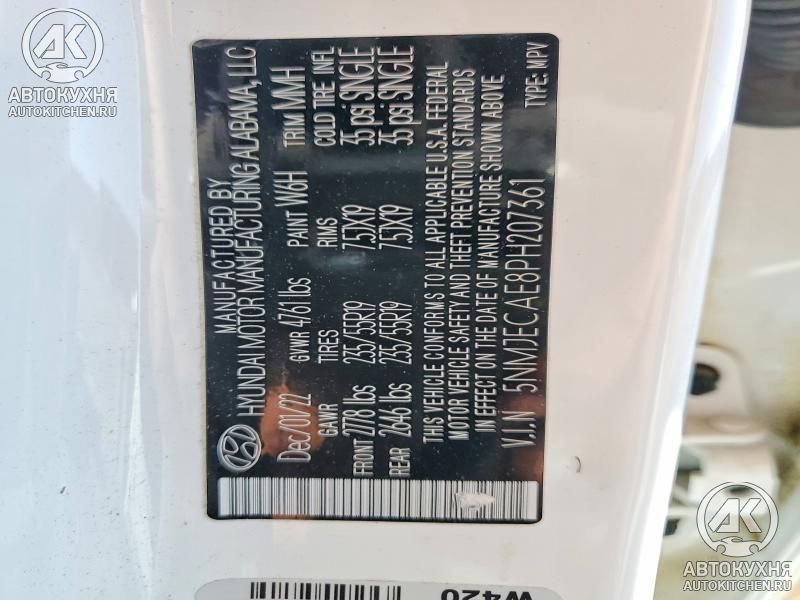 АВТОКУХНЯ
AUTOKITCHEN.RU
MANUFACTURED BY
HYUNDAI MOTOR MANUFACTURING ALABAMA, LLC
Dec/01/22 GVWR 4761 lbs PAINT W6H TRIM MMH
GAWR TIRES RIMS COLD TIRE INFL
FRONT 2778 lbs 235/55R19 7.5JX19 35 psi SINGLE
REAR 2646 lbs 235/55R19 7.5JX19 35 psi SINGLE
THIS VEHICLE CONFORMS TO ALL APPLICABLE U.S.A. FEDERAL
MOTOR VEHICLE SAFETY AND THEFT PREVENTION STANDARDS
IN EFFECT ON THE DATE OF MANUFACTURE SHOWN ABOVE
V.I.N 5NMJECAE8PH207361 TYPE: MPV
W420
АВТОКУХНЯ
AUTOKITCHEN.RU